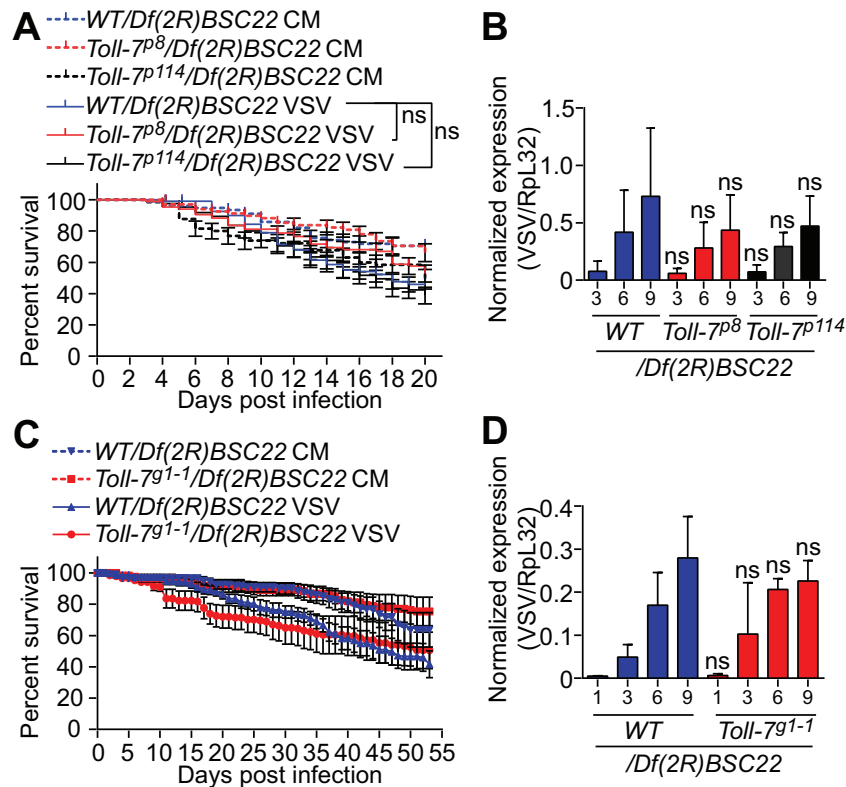 A
WT/Df(2R)BSC22 CM
Toll-7p8/Df(2R)BSC22 CM
Toll-7p114/Df(2R)BSC22 CM
WT/Df(2R)BSC22 VSV
Toll-7p8/Df(2R)BSC22 VSV
Toll-7p114/Df(2R)BSC22 VSV
ns
ns
Percent survival
100
80
60
40
20
0
0 2 4 6 8 10 12 14 16 18 20
Days post infection
B
Normalized expression
(VSV/RpL32)
1.5
1.0
0.5
0
ns ns ns ns ns ns
3 6 9 3 6 9 3 6 9
WT Toll-7p8 Toll-7p114
/Df(2R)BSC22
C
WT/Df(2R)BSC22 CM
Toll-7g1-1/Df(2R)BSC22 CM
WT/Df(2R)BSC22 VSV
Toll-7g1-1/Df(2R)BSC22 VSV
Percent survival
100
80
60
40
20
0
0 5 10 15 20 25 30 35 40 45 50 55
Days post infection
D
Normalized expression
(VSV/RpL32)
0.4
0.3
0.2
0.1
0
ns ns ns ns
1 3 6 9 1 3 6 9
WT Toll-7g1-1
/Df(2R)BSC22